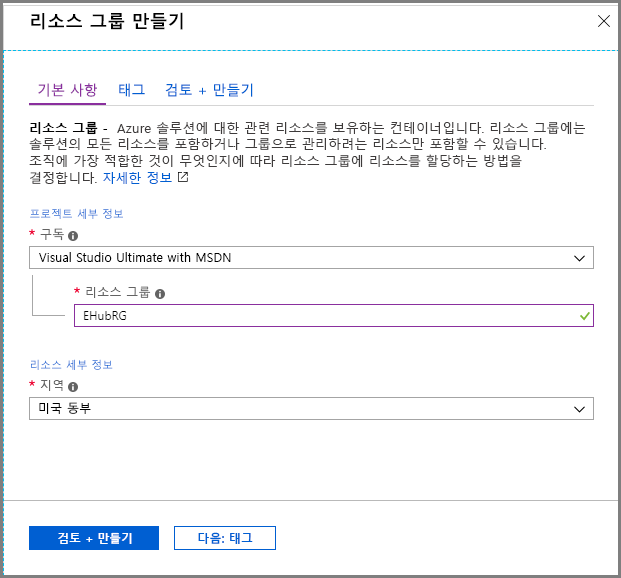 리소스 그룹 만들기
기본 사항 태그 검토 + 만들기
리소스 그룹 - Azure 솔루션에 대한 관련 리소스를 보유하는 컨테이너입니다. 리소스 그룹에는
솔루션의 모든 리소스를 포함하거나 그룹으로 관리하려는 리소스만 포함할 수 있습니다.
조직에 가장 적합한 것이 무엇인지에 따라 리소스 그룹에 리소스를 할당하는 방법을
결정합니다. 자세한 정보
프로젝트 세부 정보
* 구독
Visual Studio Ultimate with MSDN
* 리소스 그룹
EHubRG
리소스 세부 정보
* 지역
미국 동부
검토 + 만들기 다음: 태그